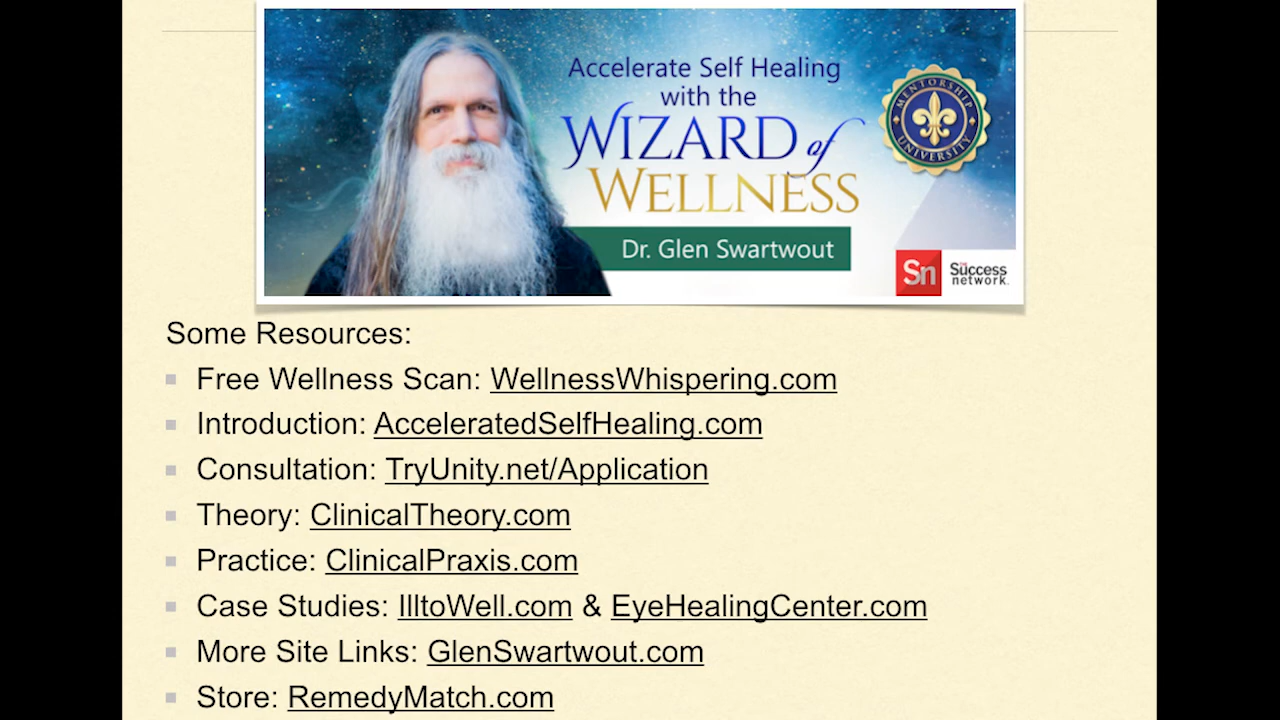 Accelerate Self Healing
with the
WIZARD of
WELLNESS
Dr. Glen Swartwout
MENTORSHIP
UNIVERSITY
Sn
THE
Success
network.
Some Resources:
Free Wellness Scan: WellnessWhispering.com
Introduction: AcceleratedSelfHealing.com
Consultation: TryUnity.net/Application
Theory: ClinicalTheory.com
Practice: ClinicalPraxis.com
Case Studies: IlltoWell.com & EyeHealingCenter.com
More Site Links: GlenSwartwout.com
Store: RemedyMatch.com